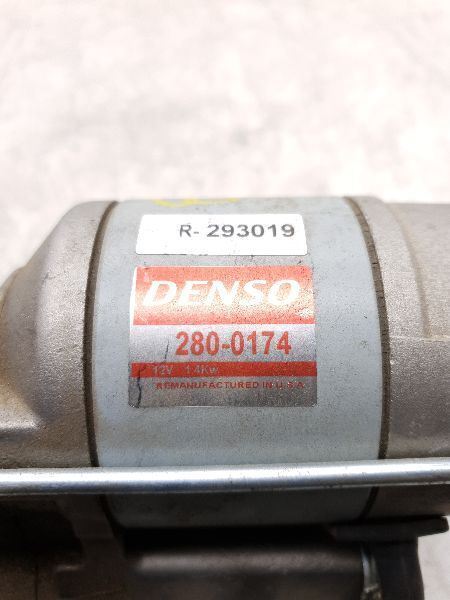 R- 293019
DENSO
280-0174
12V 1.4Kw
REMANUFACTURED IN U.S.A